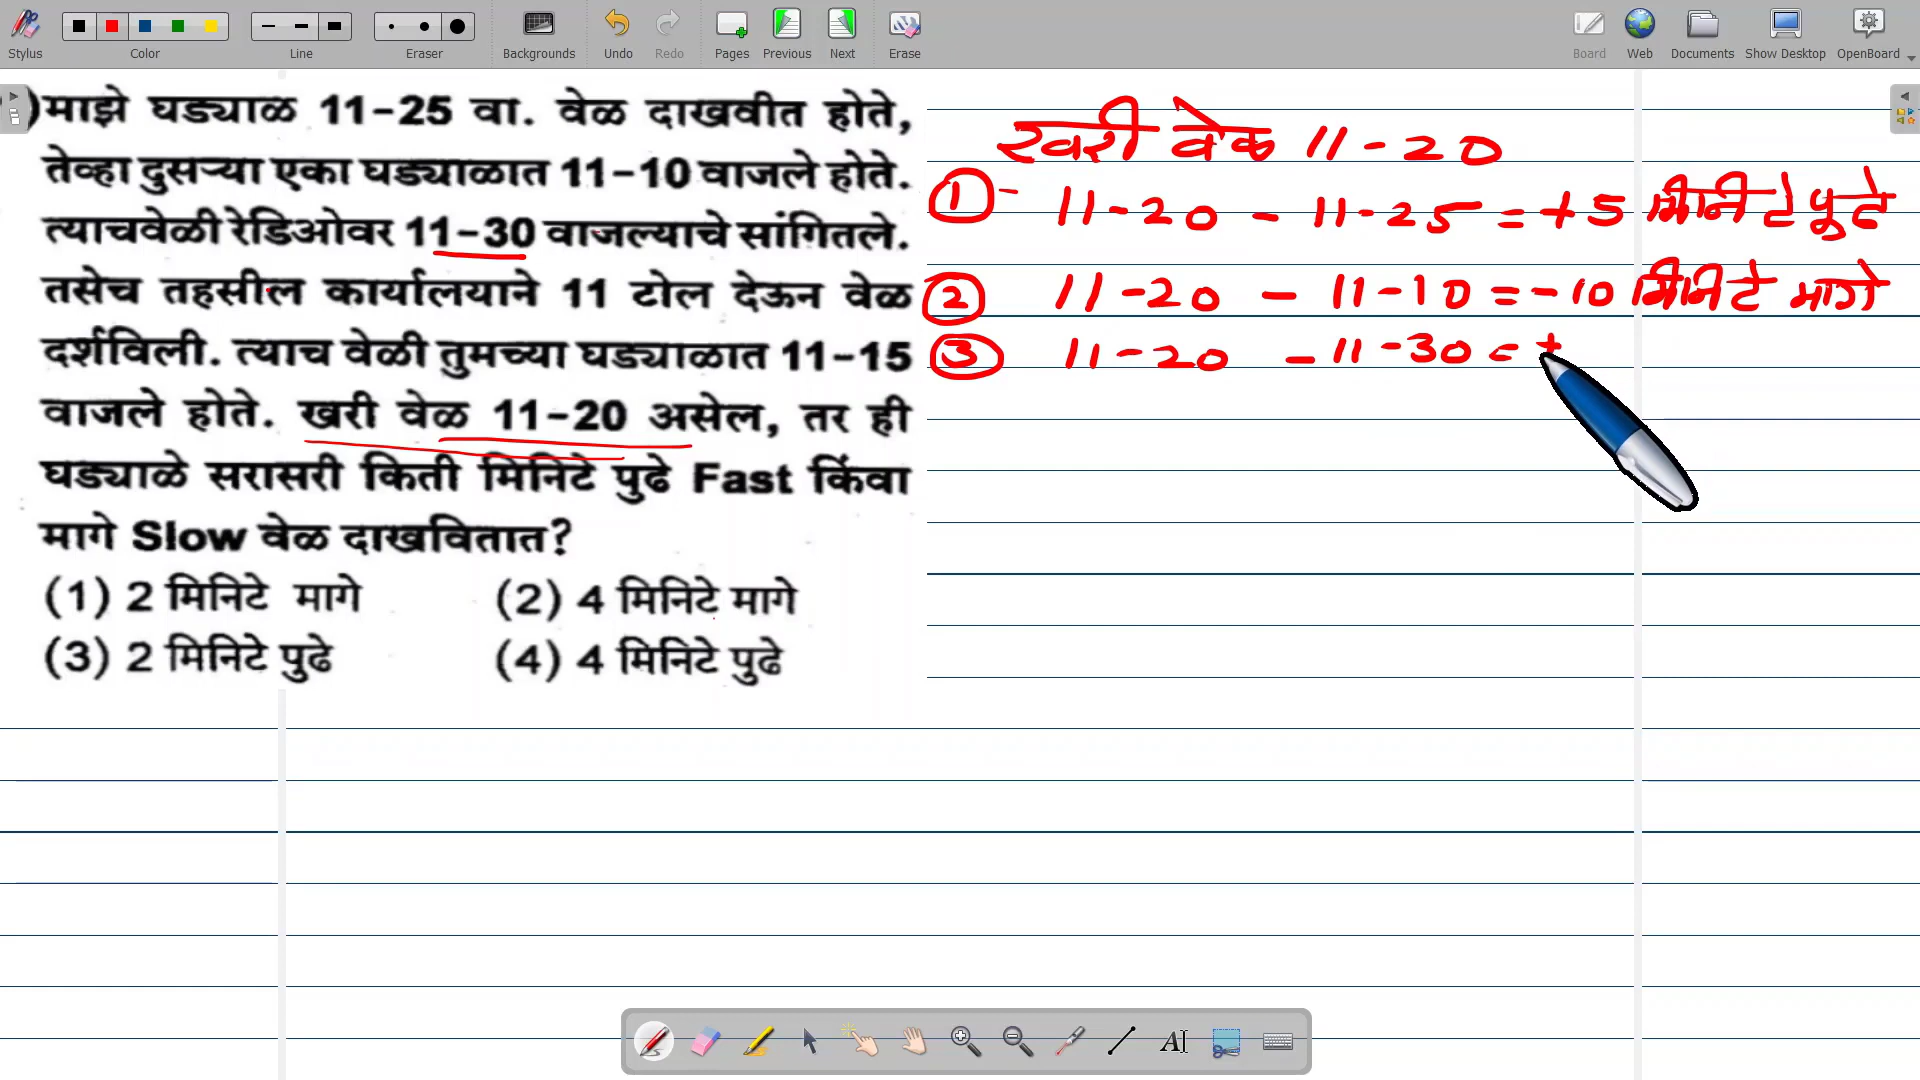 Stylus
Color
Line
Eraser
Backgrounds
Undo
Redo
Pages
Previous
Next
Erase
Board
Web
Documents
Show Desktop
OpenBoard
)माझे घड्याळ 11-25 वा. वेळ दाखवीत होते,
तेव्हा दुसऱ्या एका घड्याळात 11-10 वाजले होते.
त्याचवेळी रेडिओवर 11-30 वाजल्याचे सांगितले.
तसेच तहसील कार्यालयाने 11 टोल देऊन वेळ
दर्शविली. त्याच वेळी तुमच्या घड्याळात 11-15
वाजले होते. खरी वेळ 11-20 असेल, तर ही
घड्याळे सरासरी किती मिनिटे पुढे Fast किंवा
मागे Slow वेळ दाखवितात?
(1) 2 मिनिटे मागे
(2) 4 मिनिटे मागे
(3) 2 मिनिटे पुढे
(4) 4 मिनिटे पुढे
खरी वेळ 11-20
1 - 11-20 - 11-25 = +5 मीनीटे पुढे
2 11-20 - 11-10 = -10 मीनीटे मागे
3 11-20 - 11-30 = +